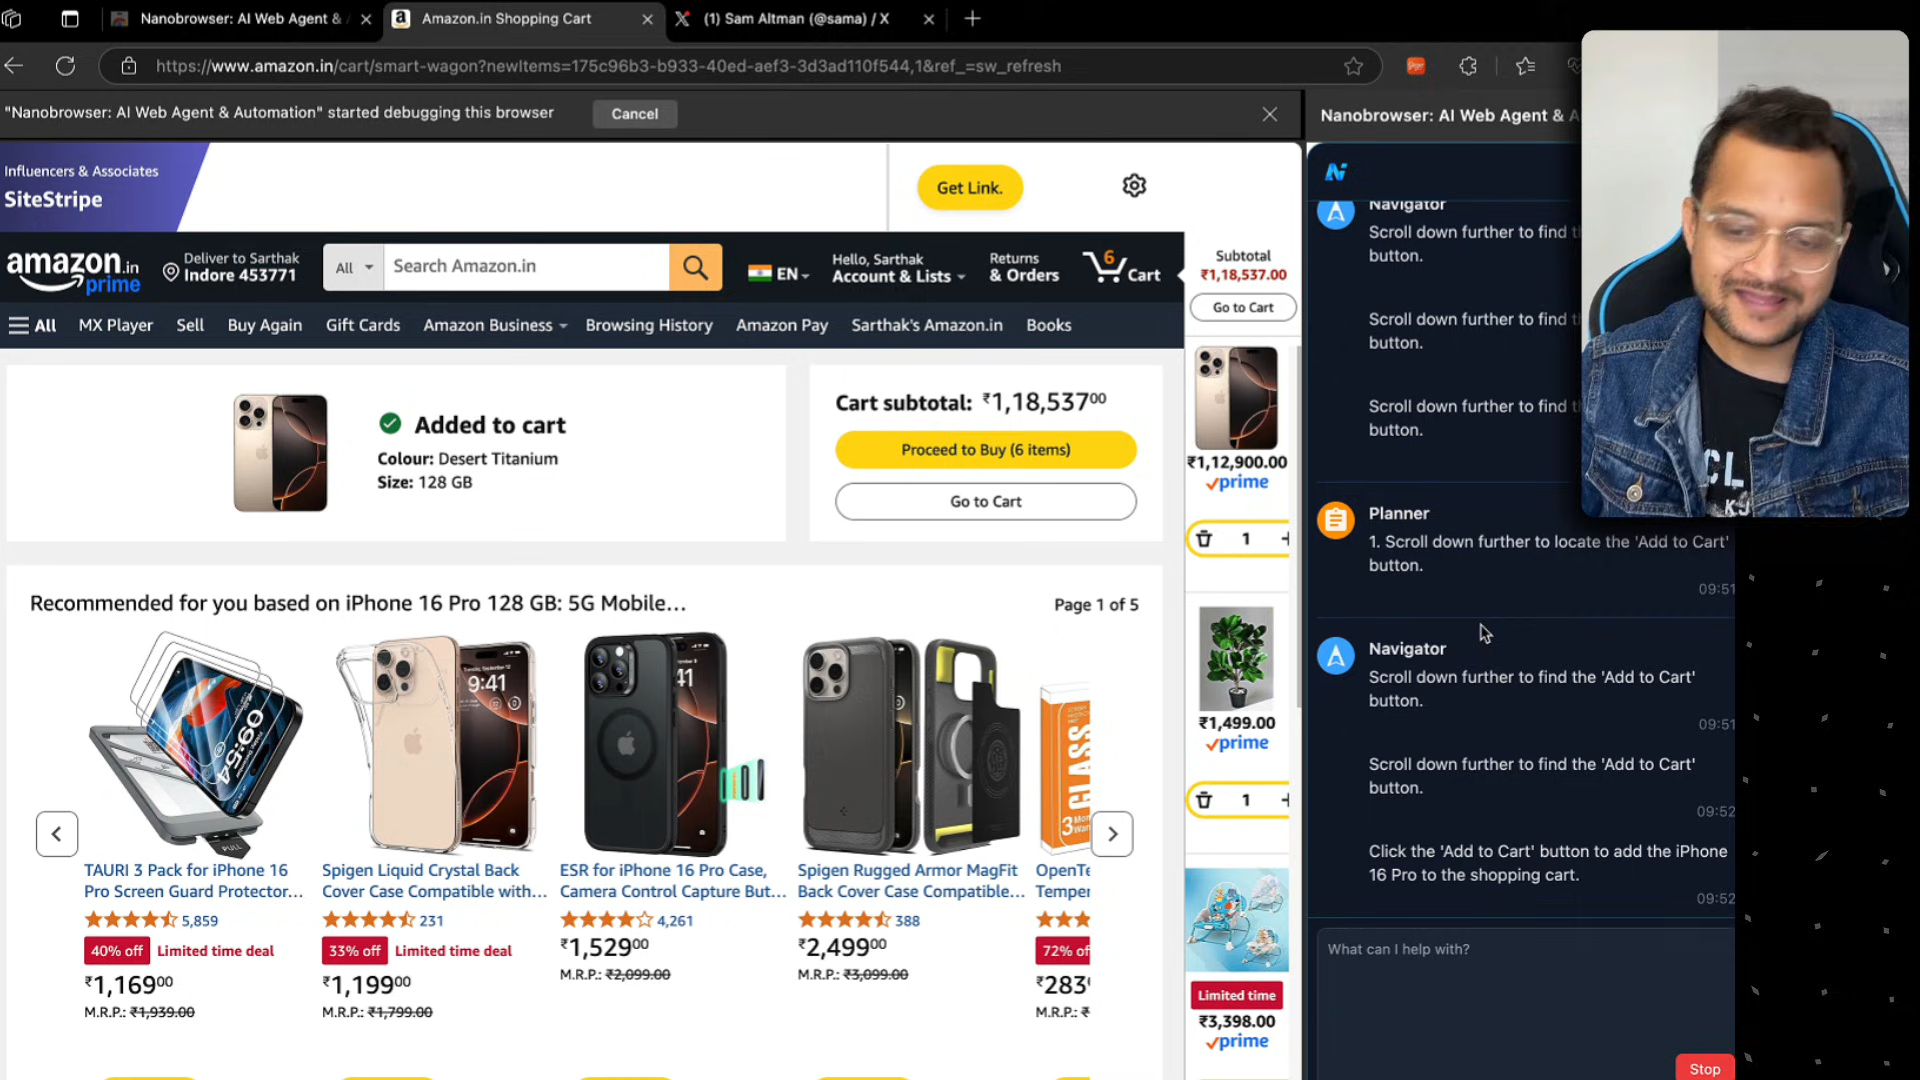 Nanobrowser: AI Web Agent &
Amazon.in Shopping Cart
(1) Sam Altman (@sama) / X
https://www.amazon.in/cart/smart-wagon?newItems=175c96b3-b933-40ed-aef3-3d3ad110f544,1&ref_=sw_refresh
"Nanobrowser: AI Web Agent & Automation" started debugging this browser
Cancel
Influencers & Associates
SiteStripe
Get Link.
amazon.in
prime
Deliver to Sarthak
Indore 453771
All
Search Amazon.in
EN
Hello, Sarthak
Account & Lists
Returns
& Orders
6
Cart
All
MX Player
Sell
Buy Again
Gift Cards
Amazon Business
Browsing History
Amazon Pay
Sarthak's Amazon.in
Books
Added to cart
Colour: Desert Titanium
Size: 128 GB
Cart subtotal: ₹1,18,537.00
Proceed to Buy (6 items)
Go to Cart
Recommended for you based on iPhone 16 Pro 128 GB: 5G Mobile...
Page 1 of 5
9:54
PULL
TAURI 3 Pack for iPhone 16
Pro Screen Guard Protector...
5,859
40% off Limited time deal
₹1,169.00
M.R.P.: ₹1,939.00
9:41
Spigen Liquid Crystal Back
Cover Case Compatible with...
231
33% off Limited time deal
₹1,199.00
M.R.P.: ₹1,799.00
41
ESR for iPhone 16 Pro Case,
Camera Control Capture But...
4,261
₹1,529.00
M.R.P.: ₹2,099.00
Spigen Rugged Armor MagFit
Back Cover Case Compatible...
388
₹2,499.00
M.R.P.: ₹3,099.00
GLASS
3
OpenTe
Temper
72% of
₹283
M.R.P.: ₹
Subtotal
₹1,18,537.00
Go to Cart
₹1,12,900.00
prime
1
₹1,499.00
prime
1
Limited time
₹3,398.00
prime
Nanobrowser: AI Web Agent & A
Navigator
Scroll down further to find t
button.
Scroll down further to find t
button.
Scroll down further to find t
button.
Planner
1. Scroll down further to locate the 'Add to Cart'
button.
09:51
Navigator
Scroll down further to find the 'Add to Cart'
button.
09:51
Scroll down further to find the 'Add to Cart'
button.
09:52
Click the 'Add to Cart' button to add the iPhone
16 Pro to the shopping cart.
09:52
What can I help with?
Stop